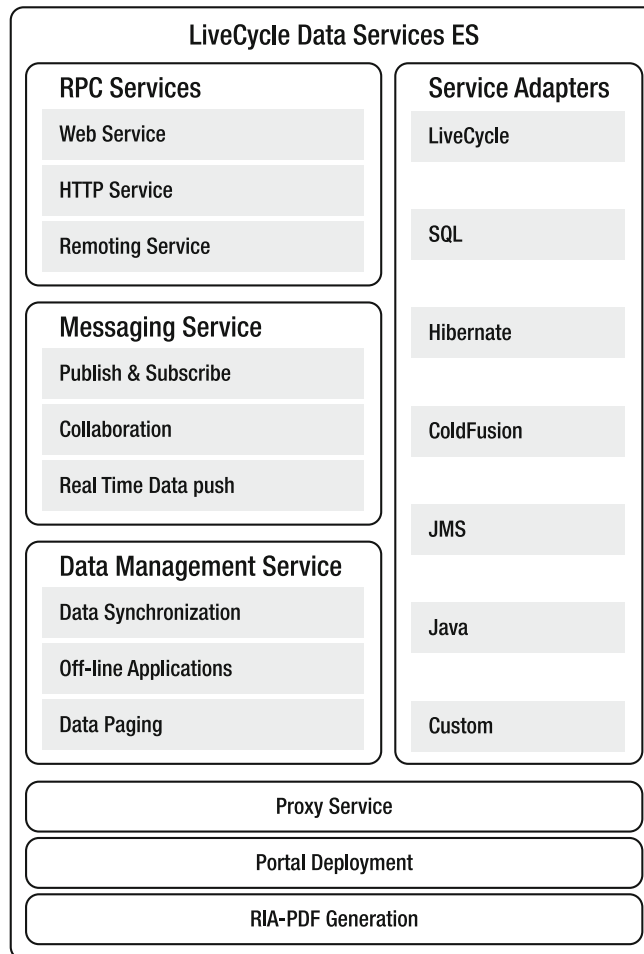 LiveCycle Data Services ES
RPC Services
Web Service
HTTP Service
Remoting Service
Messaging Service
Publish & Subscribe
Collaboration
Real Time Data push
Data Management Service
Data Synchronization
Off-line Applications
Data Paging
Service Adapters
LiveCycle
SQL
Hibernate
ColdFusion
JMS
Java
Custom
Proxy Service
Portal Deployment
RIA-PDF Generation